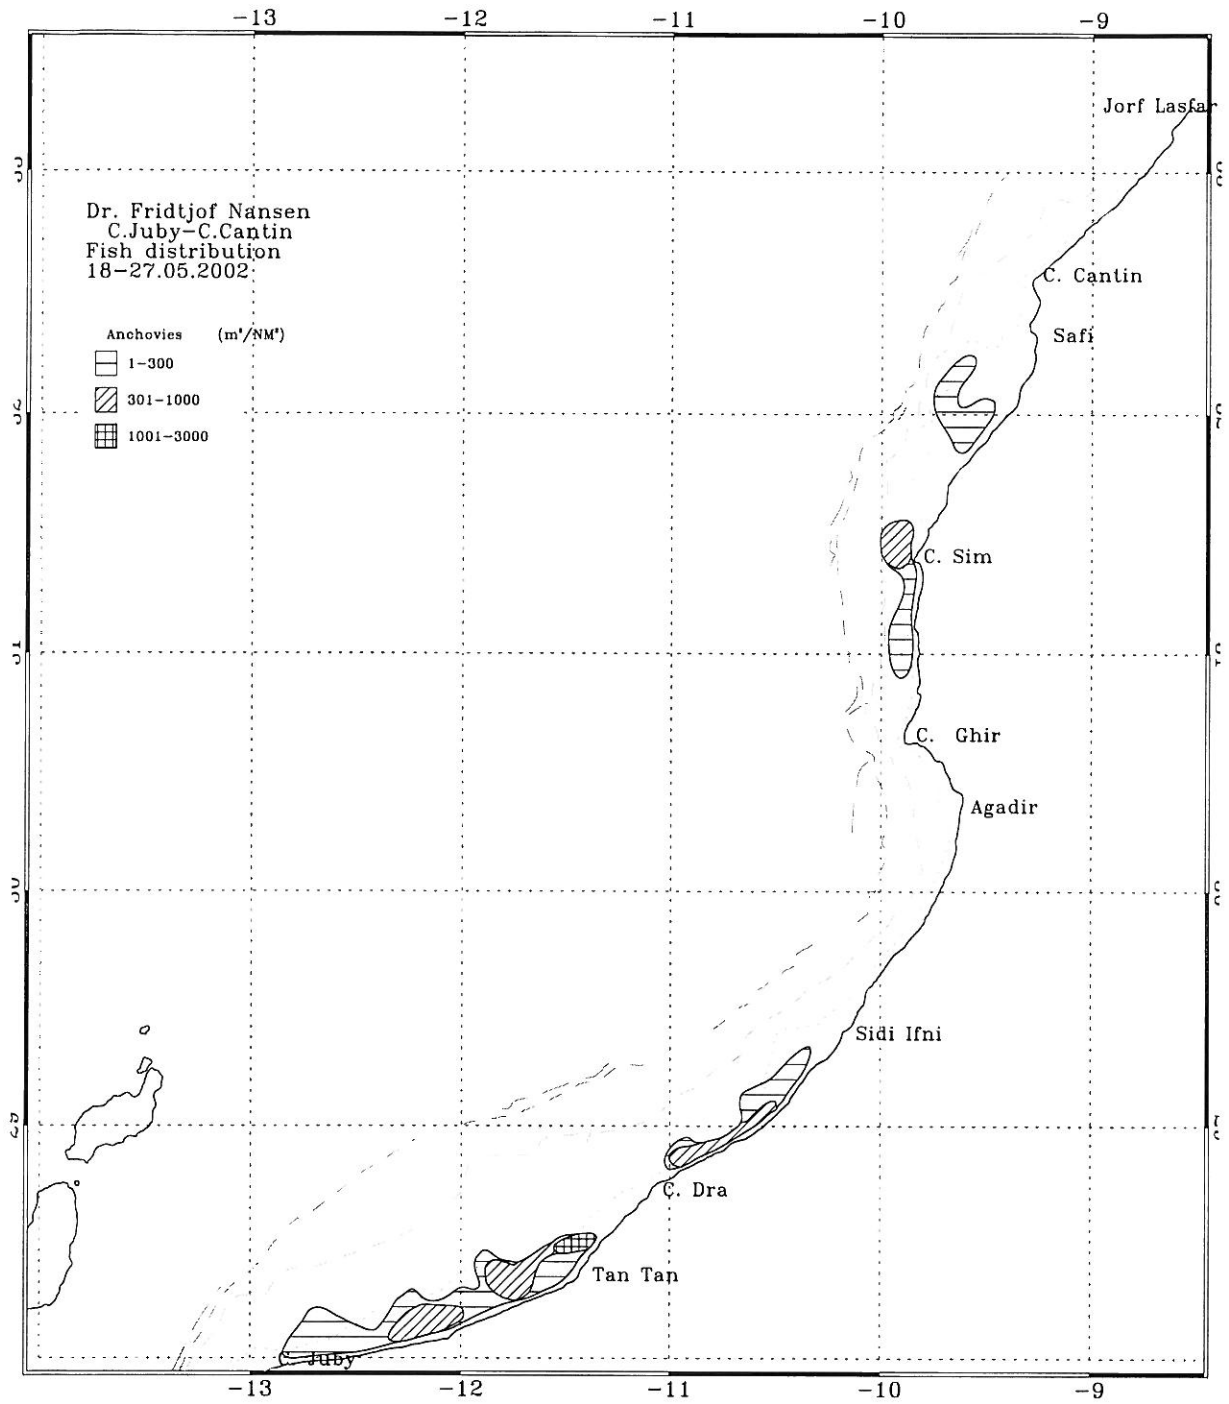 -13 -12 -11 -10 -9
Jorf Lasfar
Dr. Fridtjof Nansen
C.Juby-C.Cantin
Fish distribution
18-27.05.2002
C. Cantin
Anchovies (m²/NM²)
Safi
1-300
301-1000
1001-3000
C. Sim
C. Ghir
Agadir
Sidi Ifni
C. Dra
Tan Tan
Juby
-13 -12 -11 -10 -9